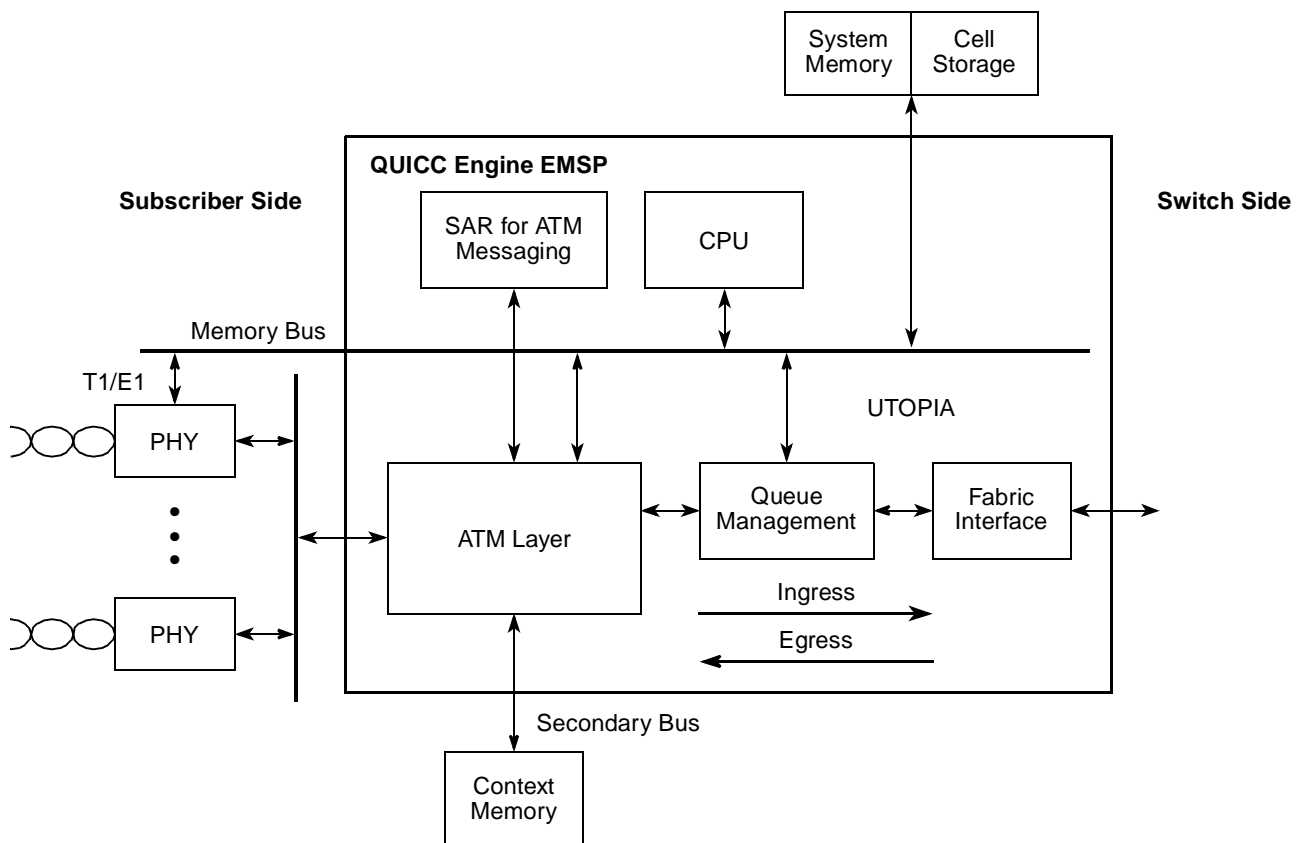 System
Memory
Cell
Storage
QUICC Engine EMSP
Subscriber Side
Switch Side
SAR for ATM
Messaging
CPU
Memory Bus
T1/E1
UTOPIA
PHY
ATM Layer
Queue
Management
Fabric
Interface
Ingress
PHY
Egress
Secondary Bus
Context
Memory